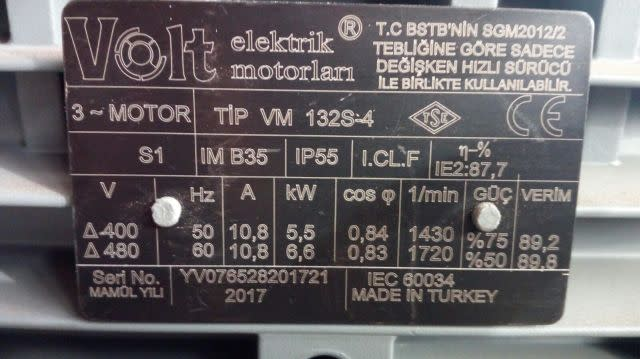 Volt elektrik motorları ®
T.C BSTB'NİN SGM2012/2
TEBLİĞİNE GÖRE SADECE
DEĞİŞKEN HIZLI SÜRÜCÜ
İLE BİRLİKTE KULLANILABİLİR.
3 ~ MOTOR TİP VM 132S-4 TSE CE
S1 IM B35 IP55 I.CL.F η-% IE2:87,7
V Hz A kW cos φ 1/min GÜÇ VERİM
Δ 400 50 10,8 5,5 0,84 1430 %75 89,2
Δ 480 60 10,8 6,6 0,83 1720 %50 89,8
Seri No. YV076528201721 IEC 60034
MAMÜL YILI 2017 MADE IN TURKEY